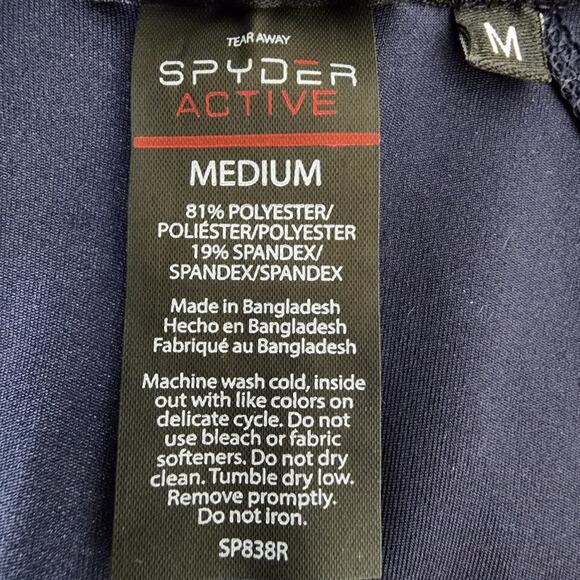 TEAR AWAY
SPYDER
ACTIVE
M
MEDIUM
81% POLYESTER/
POLIÉSTER/POLYESTER
19% SPANDEX/
SPANDEX/SPANDEX
Made in Bangladesh
Hecho en Bangladesh
Fabriqué au Bangladesh
Machine wash cold, inside
out with like colors on
delicate cycle. Do not
use bleach or fabric
softeners. Do not dry
clean. Tumble dry low.
Remove promptly.
Do not iron.
SP838R